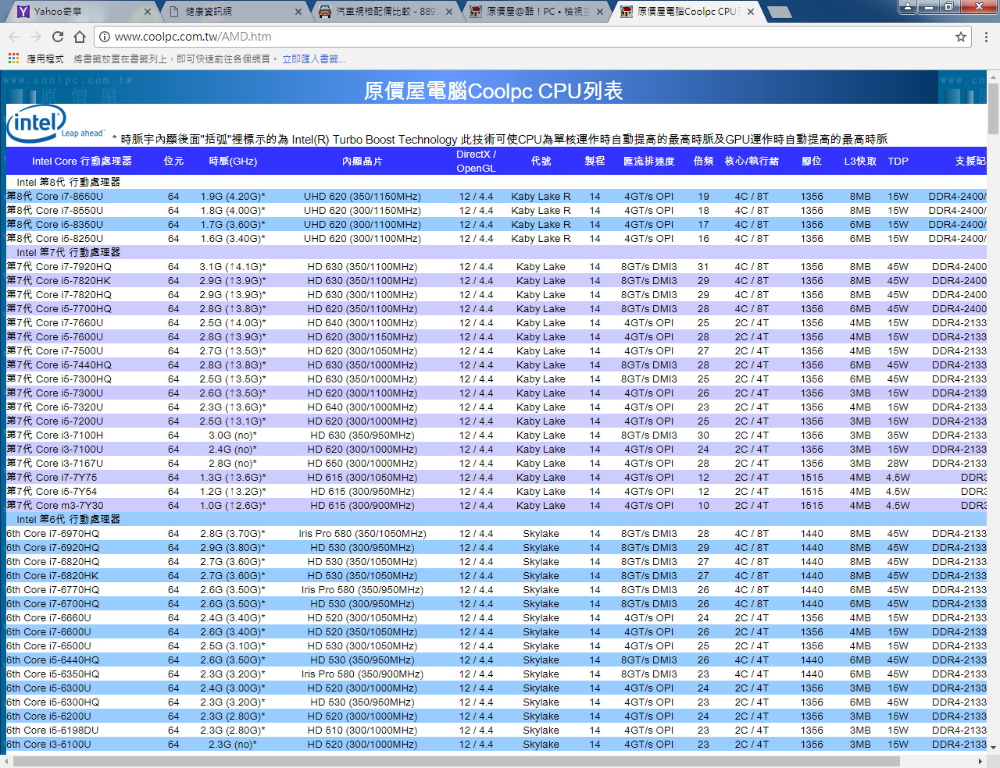 Yahoo奇摩
健康資訊網
汽車規格配備比較 - 889
原價屋@酷！PC • 檢視主
原價屋電腦Coolpc CPU列
www.coolpc.com.tw/AMD.htm
應用程式 將書籤放置在書籤列上，即可快速前往各個網頁。 立即匯入書籤...
www.coolpc.com.tw
原價屋
原價屋電腦Coolpc CPU列表
intel Leap ahead™ * 時脈宇內顯後面"括弧"裡標示的為 Intel(R) Turbo Boost Technology 此技術可使CPU為單核運作時自動提高的最高時脈及GPU運作時自動提高的最高時脈
Intel Core 行動處理器 位元 時脈(GHz) 內顯晶片 DirectX / OpenGL 代號 製程 匯流排速度 倍頻 核心/執行緒 腳位 L3快取 TDP 支援記
Intel 第8代 行動處理器
第8代 Core i7-8650U 64 1.9G (4.20G)* UHD 620 (350/1150MHz) 12 / 4.4 Kaby Lake R 14 4GT/s OPI 19 4C / 8T 1356 8MB 15W DDR4-2400/
第8代 Core i7-8550U 64 1.8G (4.00G)* UHD 620 (300/1150MHz) 12 / 4.4 Kaby Lake R 14 4GT/s OPI 18 4C / 8T 1356 8MB 15W DDR4-2400/
第8代 Core i5-8350U 64 1.7G (3.60G)* UHD 620 (300/1100MHz) 12 / 4.4 Kaby Lake R 14 4GT/s OPI 17 4C / 8T 1356 6MB 15W DDR4-2400/
第8代 Core i5-8250U 64 1.6G (3.40G)* UHD 620 (300/1100MHz) 12 / 4.4 Kaby Lake R 14 4GT/s OPI 16 4C / 8T 1356 6MB 15W DDR4-2400/
Intel 第7代 行動處理器
第7代 Core i7-7920HQ 64 3.1G (↑4.1G)* HD 630 (350/1100MHz) 12 / 4.4 Kaby Lake 14 8GT/s DMI3 31 4C / 8T 1356 8MB 45W DDR4-2400
第7代 Core i5-7820HK 64 2.9G (↑3.9G)* HD 630 (350/1100MHz) 12 / 4.4 Kaby Lake 14 8GT/s DMI3 29 4C / 8T 1356 8MB 45W DDR4-2400
第7代 Core i7-7820HQ 64 2.9G (↑3.9G)* HD 630 (300/1100MHz) 12 / 4.4 Kaby Lake 14 8GT/s DMI3 29 4C / 8T 1356 8MB 45W DDR4-2400
第7代 Core i5-7700HQ 64 2.8G (↑3.8G)* HD 620 (350/1100MHz) 12 / 4.4 Kaby Lake 14 8GT/s DMI3 28 4C / 8T 1356 6MB 45W DDR4-2400
第7代 Core i7-7660U 64 2.5G (↑4.0G)* HD 640 (300/1100MHz) 12 / 4.4 Kaby Lake 14 4GT/s OPI 25 2C / 4T 1356 4MB 15W DDR4-2133
第7代 Core i5-7600U 64 2.8G (↑3.9G)* HD 620 (300/1150MHz) 12 / 4.4 Kaby Lake 14 4GT/s OPI 28 2C / 4T 1356 4MB 15W DDR4-2133
第7代 Core i7-7500U 64 2.7G (↑3.5G)* HD 620 (300/1050MHz) 12 / 4.4 Kaby Lake 14 4GT/s OPI 27 2C / 4T 1356 4MB 15W DDR4-2133
第7代 Core i5-7440HQ 64 2.8G (↑3.8G)* HD 630 (350/1000MHz) 12 / 4.4 Kaby Lake 14 8GT/s DMI3 28 2C / 4T 1356 6MB 45W DDR4-2133
第7代 Core i5-7300HQ 64 2.5G (↑3.5G)* HD 630 (350/1000MHz) 12 / 4.4 Kaby Lake 14 8GT/s DMI3 25 2C / 4T 1356 6MB 45W DDR4-2133
第7代 Core i5-7300U 64 2.6G (↑3.5G)* HD 620 (300/1100MHz) 12 / 4.4 Kaby Lake 14 4GT/s OPI 26 2C / 4T 1356 3MB 15W DDR4-2133
第7代 Core i5-7320U 64 2.3G (↑3.6G)* HD 640 (300/1000MHz) 12 / 4.4 Kaby Lake 14 4GT/s OPI 23 2C / 4T 1356 4MB 15W DDR4-2133
第7代 Core i5-7200U 64 2.5G (↑3.1G)* HD 620 (300/1000MHz) 12 / 4.4 Kaby Lake 14 4GT/s OPI 25 2C / 4T 1356 3MB 15W DDR4-2133
第7代 Core i3-7100H 64 3.0G (no)* HD 630 (350/950MHz) 12 / 4.4 Kaby Lake 14 8GT/s DMI3 30 2C / 4T 1356 3MB 35W DDR4-2133
第7代 Core i3-7100U 64 2.4G (no)* HD 620 (300/1000MHz) 12 / 4.4 Kaby Lake 14 4GT/s OPI 24 2C / 4T 1356 3MB 15W DDR4-2133
第7代 Core i3-7167U 64 2.8G (no)* HD 650 (300/1000MHz) 12 / 4.4 Kaby Lake 14 4GT/s OPI 28 2C / 4T 1356 3MB 28W DDR4-2133
第7代 Core i7-7Y75 64 1.3G (↑3.6G)* HD 615 (300/1050MHz) 12 / 4.4 Kaby Lake 14 4GT/s OPI 12 2C / 4T 1515 4MB 4.5W DDR3
第7代 Core i5-7Y54 64 1.2G (↑3.2G)* HD 615 (300/950MHz) 12 / 4.4 Kaby Lake 14 4GT/s OPI 12 2C / 4T 1515 4MB 4.5W DDR3
第7代 Core m3-7Y30 64 1.0G (↑2.6G)* HD 615 (300/900MHz) 12 / 4.4 Kaby Lake 14 4GT/s OPI 10 2C / 4T 1515 4MB 4.5W DDR3
Intel 第6代 行動處理器
6th Core i7-6970HQ 64 2.8G (3.70G)* Iris Pro 580 (350/1050MHz) 12 / 4.4 Skylake 14 8GT/s DMI3 28 4C / 8T 1440 8MB 45W DDR4-2133
6th Core i7-6920HQ 64 2.9G (3.80G)* HD 530 (300/950MHz) 12 / 4.4 Skylake 14 8GT/s DMI3 29 4C / 8T 1440 8MB 45W DDR4-2133
6th Core i7-6820HQ 64 2.7G (3.60G)* HD 530 (350/1050MHz) 12 / 4.4 Skylake 14 8GT/s DMI3 27 4C / 8T 1440 8MB 45W DDR4-2133
6th Core i7-6820HK 64 2.7G (3.60G)* HD 530 (350/1050MHz) 12 / 4.4 Skylake 14 8GT/s DMI3 27 4C / 8T 1440 8MB 45W DDR4-2133
6th Core i7-6770HQ 64 2.6G (3.50G)* Iris Pro 580 (350/950MHz) 12 / 4.4 Skylake 14 8GT/s DMI3 26 4C / 8T 1440 6MB 45W DDR4-2133
6th Core i7-6700HQ 64 2.6G (3.50G)* HD 530 (300/950MHz) 12 / 4.4 Skylake 14 8GT/s DMI3 26 4C / 8T 1440 6MB 45W DDR4-2133
6th Core i7-6660U 64 2.4G (3.40G)* HD 520 (300/1050MHz) 12 / 4.4 Skylake 14 4GT/s OPI 24 2C / 4T 1356 4MB 15W DDR4-2133
6th Core i7-6600U 64 2.6G (3.40G)* HD 520 (350/1050MHz) 12 / 4.4 Skylake 14 4GT/s OPI 26 2C / 4T 1356 4MB 15W DDR4-2133
6th Core i7-6500U 64 2.5G (3.10G)* HD 530 (300/1050MHz) 12 / 4.4 Skylake 14 4GT/s OPI 25 2C / 4T 1356 4MB 15W DDR4-2133
6th Core i5-6440HQ 64 2.6G (3.50G)* HD 530 (350/950MHz) 12 / 4.4 Skylake 14 8GT/s DMI3 26 4C / 4T 1440 6MB 45W DDR4-2133
6th Core i5-6350HQ 64 2.3G (3.20G)* Iris Pro 580 (350/900MHz) 12 / 4.4 Skylake 14 8GT/s DMI3 23 4C / 4T 1440 6MB 45W DDR4-2133
6th Core i5-6300U 64 2.4G (3.00G)* HD 520 (300/1000MHz) 12 / 4.4 Skylake 14 4GT/s OPI 24 2C / 4T 1356 3MB 15W DDR4-2133
6th Core i5-6300HQ 64 2.3G (3.20G)* HD 530 (350/950MHz) 12 / 4.4 Skylake 14 8GT/s DMI3 23 2C / 4T 1356 6MB 45W DDR4-2133
6th Core i5-6200U 64 2.3G (2.80G)* HD 520 (300/1000MHz) 12 / 4.4 Skylake 14 4GT/s OPI 24 2C / 4T 1356 3MB 15W DDR4-2133
6th Core i5-6198DU 64 2.3G (2.80G)* HD 510 (300/1000MHz) 12 / 4.4 Skylake 14 4GT/s OPI 23 2C / 4T 1356 3MB 15W DDR4-2133
6th Core i3-6100U 64 2.3G (no)* HD 520 (300/1000MHz) 12 / 4.4 Skylake 14 4GT/s OPI 23 2C / 4T 1356 3MB 15W DDR4-2133